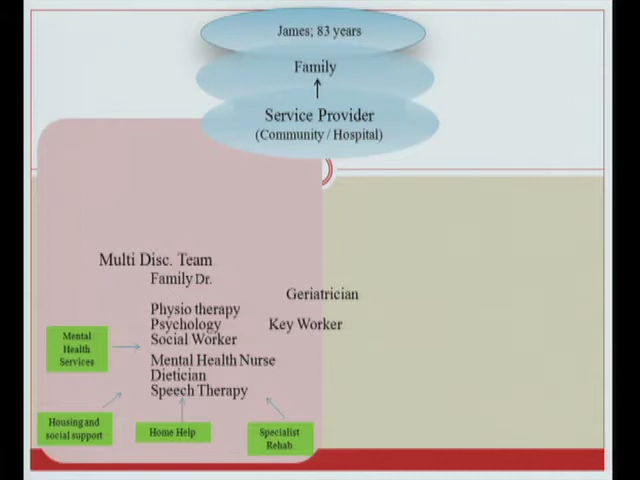 James; 83 years
Family
Service Provider
(Community / Hospital)
Multi Disc. Team
Family Dr.
Geriatrician
Physio therapy
Psychology
Key Worker
Social Worker
Mental Health Nurse
Dietician
Speech Therapy
Mental
Health
Services
Housing and
social support
Home Help
Specialist
Rehab